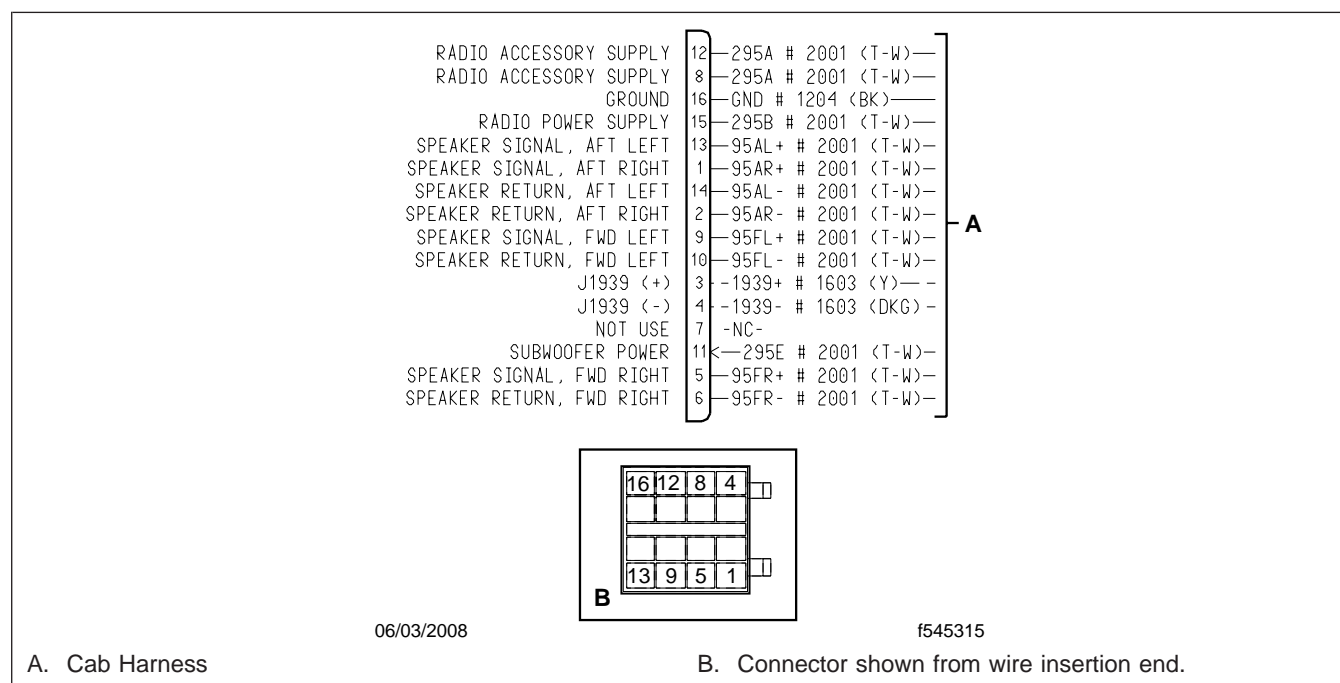 RADIO ACCESSORY SUPPLY 12 295A # 2001 (T-W)
RADIO ACCESSORY SUPPLY 8 295A # 2001 (T-W)
GROUND 16 GND # 1204 (BK)
RADIO POWER SUPPLY 15 295B # 2001 (T-W)
SPEAKER SIGNAL, AFT LEFT 13 95AL+ # 2001 (T-W)
SPEAKER SIGNAL, AFT RIGHT 1 95AR+ # 2001 (T-W)
SPEAKER RETURN, AFT LEFT 14 95AL- # 2001 (T-W)
SPEAKER RETURN, AFT RIGHT 2 95AR- # 2001 (T-W)
A
SPEAKER SIGNAL, FWD LEFT 9 95FL+ # 2001 (T-W)
SPEAKER RETURN, FWD LEFT 10 95FL- # 2001 (T-W)
J1939 (+) 3 1939+ # 1603 (Y)
J1939 (-) 4 1939- # 1603 (DKG)
NOT USE 7 -NC-
SUBWOOFER POWER 11 295E # 2001 (T-W)
SPEAKER SIGNAL, FWD RIGHT 5 95FR+ # 2001 (T-W)
SPEAKER RETURN, FWD RIGHT 6 95FR- # 2001 (T-W)
16 12 8 4
13 9 5 1
B
06/03/2008 f545315
A. Cab Harness B. Connector shown from wire insertion end.